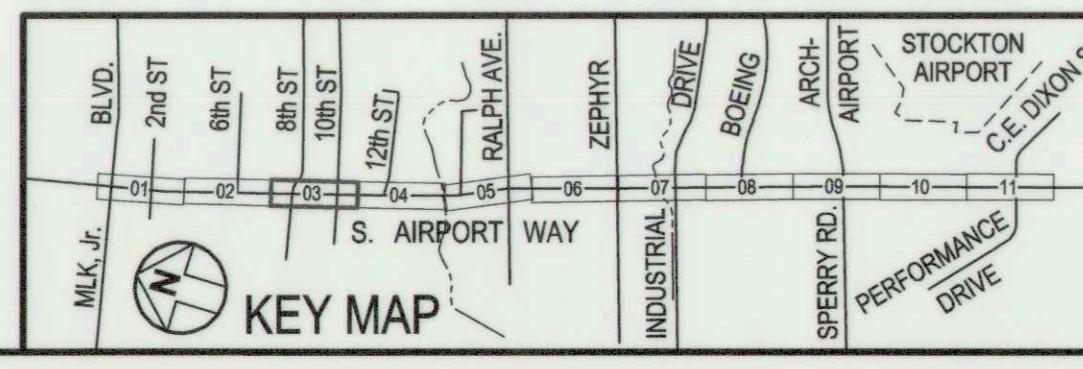 BLVD.
2nd ST
6th ST
8th ST
10th ST
12th ST
RALPH AVE.
ZEPHYR
DRIVE
BOEING
ARCH-
AIRPORT
STOCKTON
AIRPORT
C.E. DIXON
01
02
03
04
05
06
07
08
09
10
11
S. AIRPORT WAY
MLK, Jr.
N
KEY MAP
INDUSTRIAL
SPERRY RD.
PERFORMANCE
DRIVE